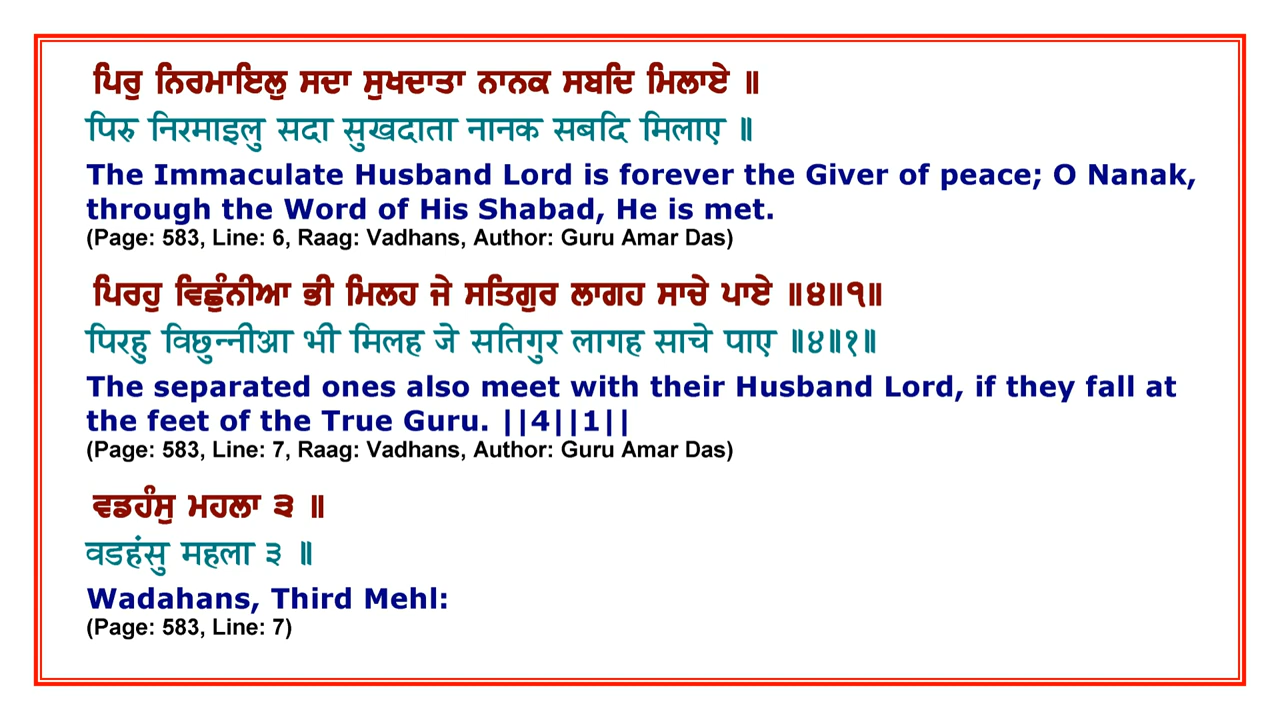 ਪਿਰੁ ਨਿਰਮਾਇਲੁ ਸਦਾ ਸੁਖਦਾਤਾ ਨਾਨਕ ਸਬਦਿ ਮਿਲਾਏ ॥
पिरु निरमाइलु सदा सुखदाता नानक सबदि मिलाए ॥
The Immaculate Husband Lord is forever the Giver of peace; O Nanak,
through the Word of His Shabad, He is met.
(Page: 583, Line: 6, Raag: Vadhans, Author: Guru Amar Das)
ਪਿਰਹੁ ਵਿਛੁੰਨੀਆ ਭੀ ਮਿਲਹ ਜੇ ਸਤਿਗੁਰ ਲਾਗਹ ਸਾਚੇ ਪਾਏ ॥੪॥੧॥
पिरहु विछुन्नीआ भी मिलह जे सतिगुर लागह साचे पाए ॥४॥१॥
The separated ones also meet with their Husband Lord, if they fall at
the feet of the True Guru. ||4||1||
(Page: 583, Line: 7, Raag: Vadhans, Author: Guru Amar Das)
ਵਡਹੰਸੁ ਮਹਲਾ ੩ ॥
वडहंसु महला ३ ॥
Wadahans, Third Mehl:
(Page: 583, Line: 7)